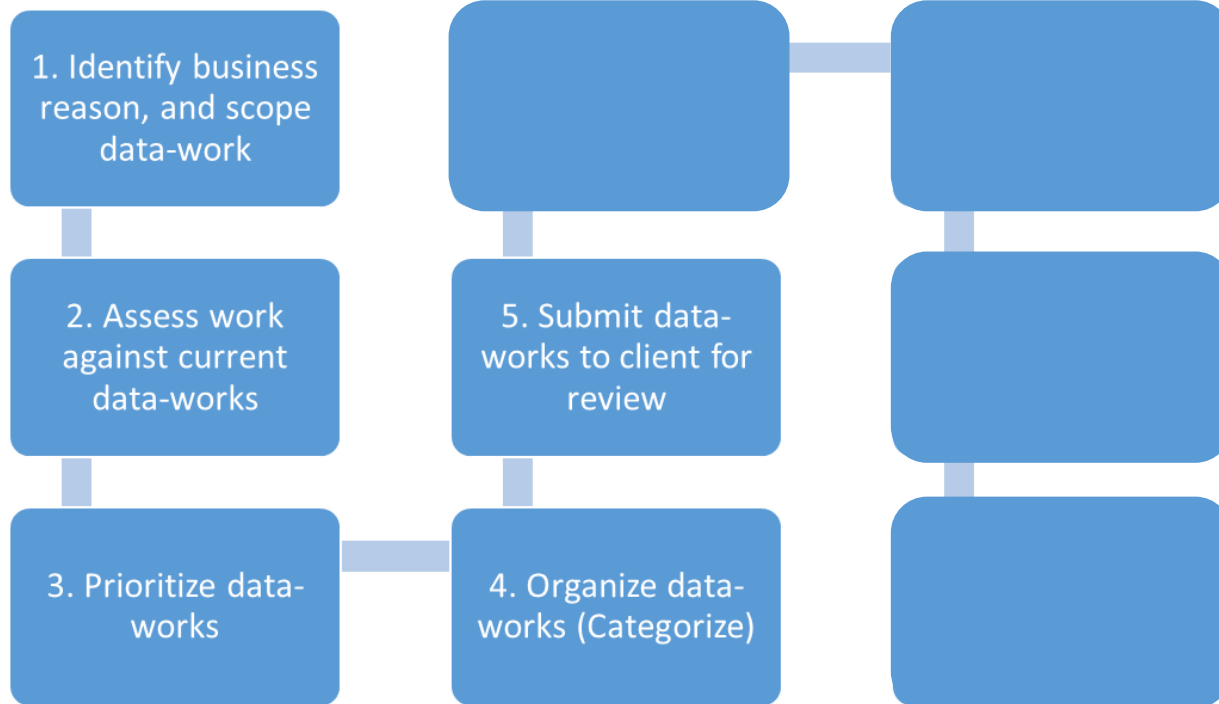 1. Identify business
reason, and scope
data-work
2. Assess work
against current
data-works
3. Prioritize data-
works
4. Organize data-
works (Categorize)
5. Submit data-
works to client for
review